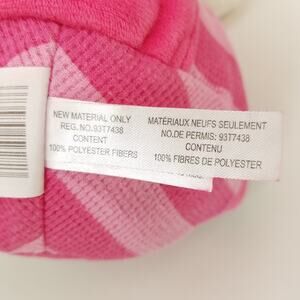 NEW MATERIAL ONLY
REG. NO.93T7438
CONTENT
100% POLYESTER FIBERS
MATÉRIAUX NEUFS SEULEMENT
NO.DE PERMIS: 93T7438
CONTENU
100% FIBRES DE POLYESTER